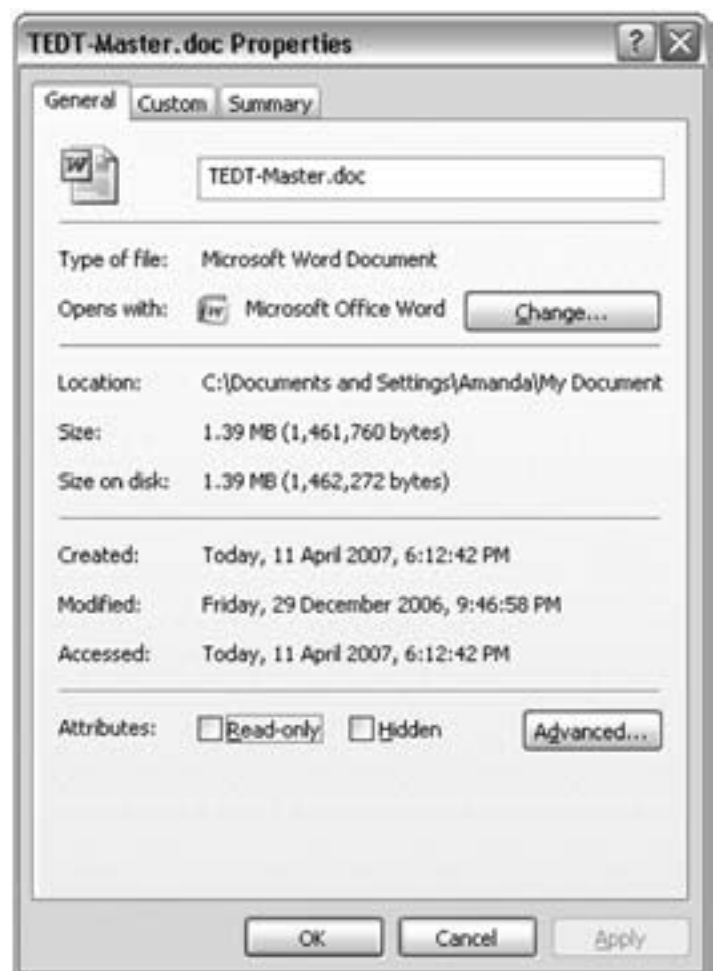 TEDT-Master.doc Properties
General Custom Summary
TEDT-Master.doc
Type of file: Microsoft Word Document
Opens with: Microsoft Office Word Change...
Location: C:\Documents and Settings\Amanda\My Document
Size: 1.39 MB (1,461,760 bytes)
Size on disk: 1.39 MB (1,462,272 bytes)
Created: Today, 11 April 2007, 6:12:42 PM
Modified: Friday, 29 December 2006, 9:46:58 PM
Accessed: Today, 11 April 2007, 6:12:42 PM
Attributes: Read-only Hidden Advanced...
OK Cancel Apply